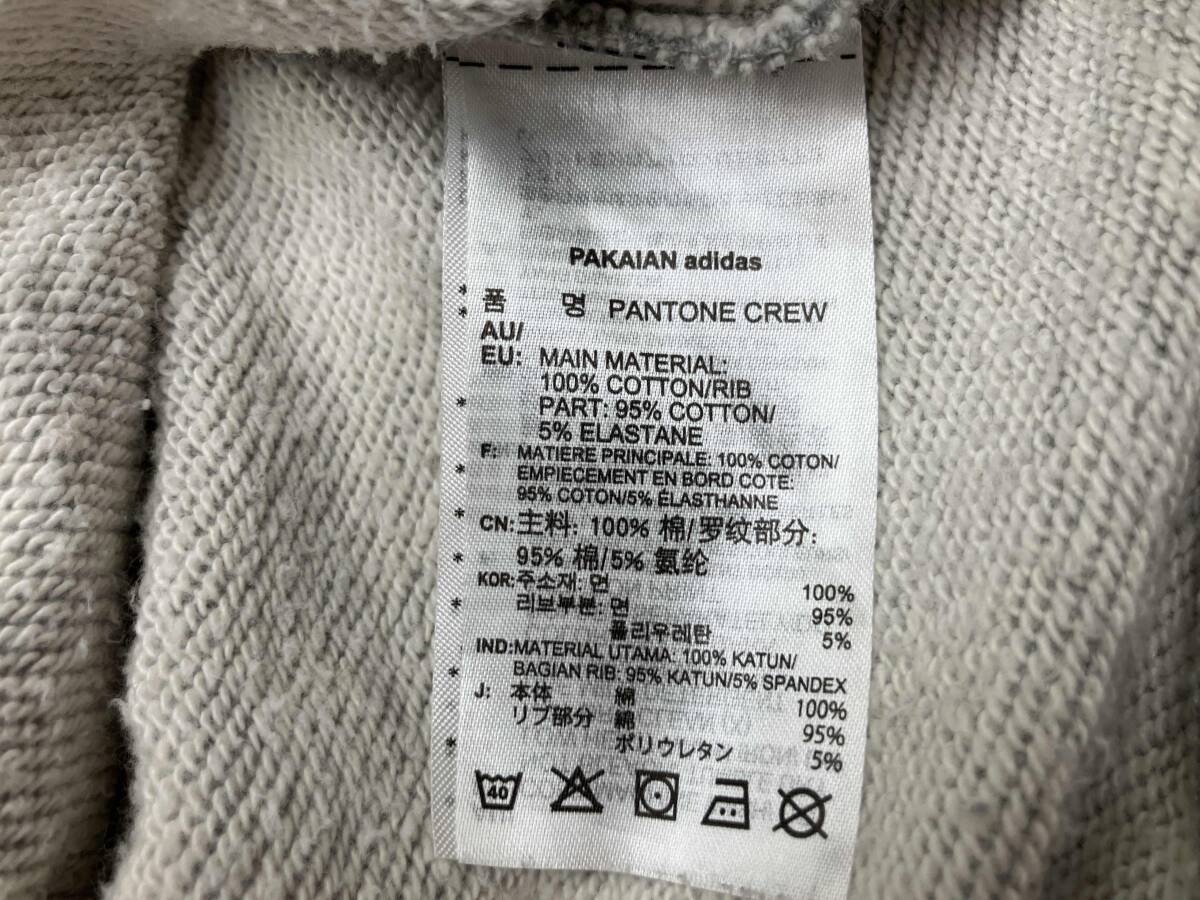 PAKAIAN adidas
품 명 PANTONE CREW
AU/
EU: MAIN MATERIAL:
100% COTTON/RIB
PART: 95% COTTON/
5% ELASTANE
F: MATIERE PRINCIPALE: 100% COTON/
EMPIECEMENT EN BORD COTE:
95% COTON/5% ÉLASTHANNE
CN:主料: 100% 棉/罗纹部分:
95% 棉/5% 氨纶
KOR:주소재: 면 100%
리브부분: 면 95%
폴리우레탄 5%
IND:MATERIAL UTAMA: 100% KATUN/
BAGIAN RIB: 95% KATUN/5% SPANDEX
J: 本体 綿 100%
リブ部分 綿 95%
ポリウレタン 5%
40